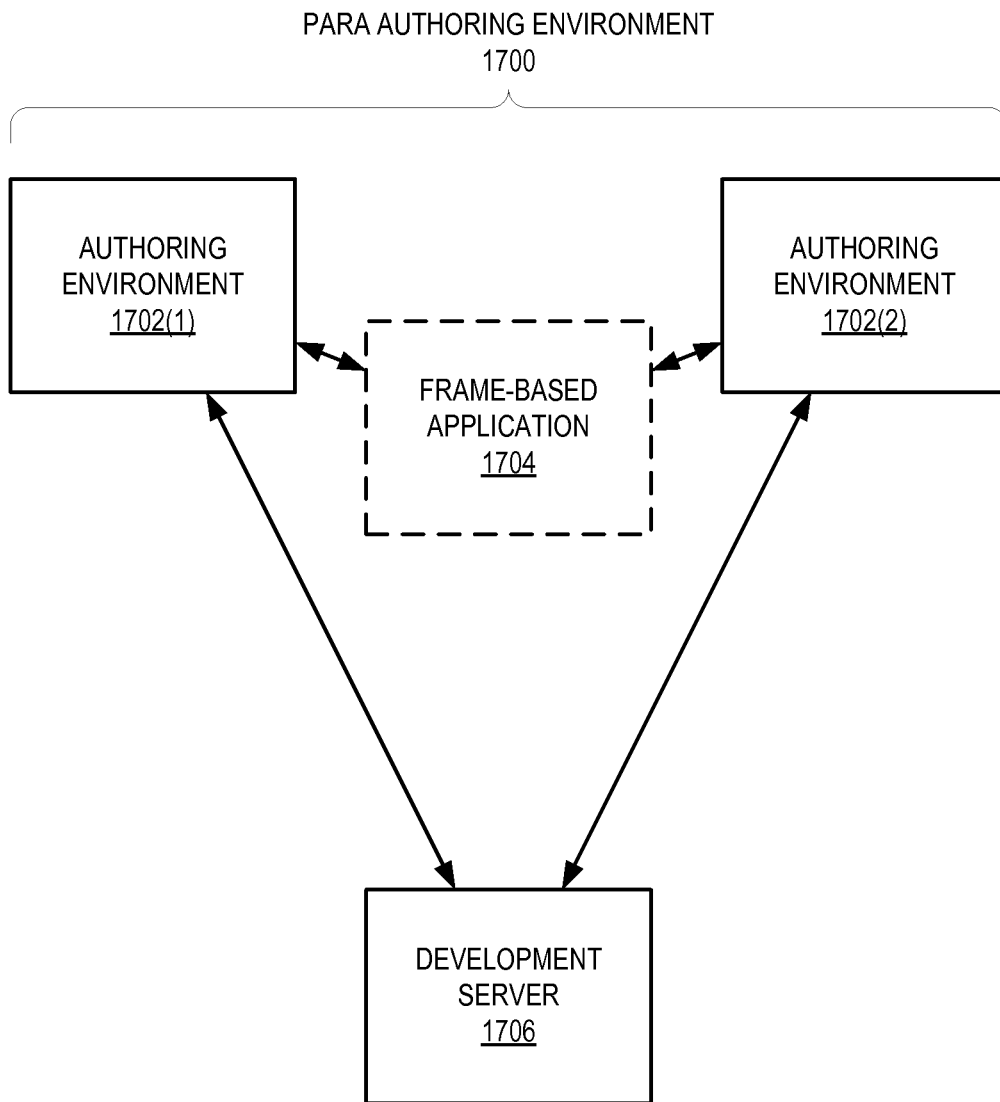 PARA AUTHORING ENVIRONMENT
1700
AUTHORING
ENVIRONMENT
1702(1)
AUTHORING
ENVIRONMENT
1702(2)
FRAME-BASED
APPLICATION
1704
DEVELOPMENT
SERVER
1706